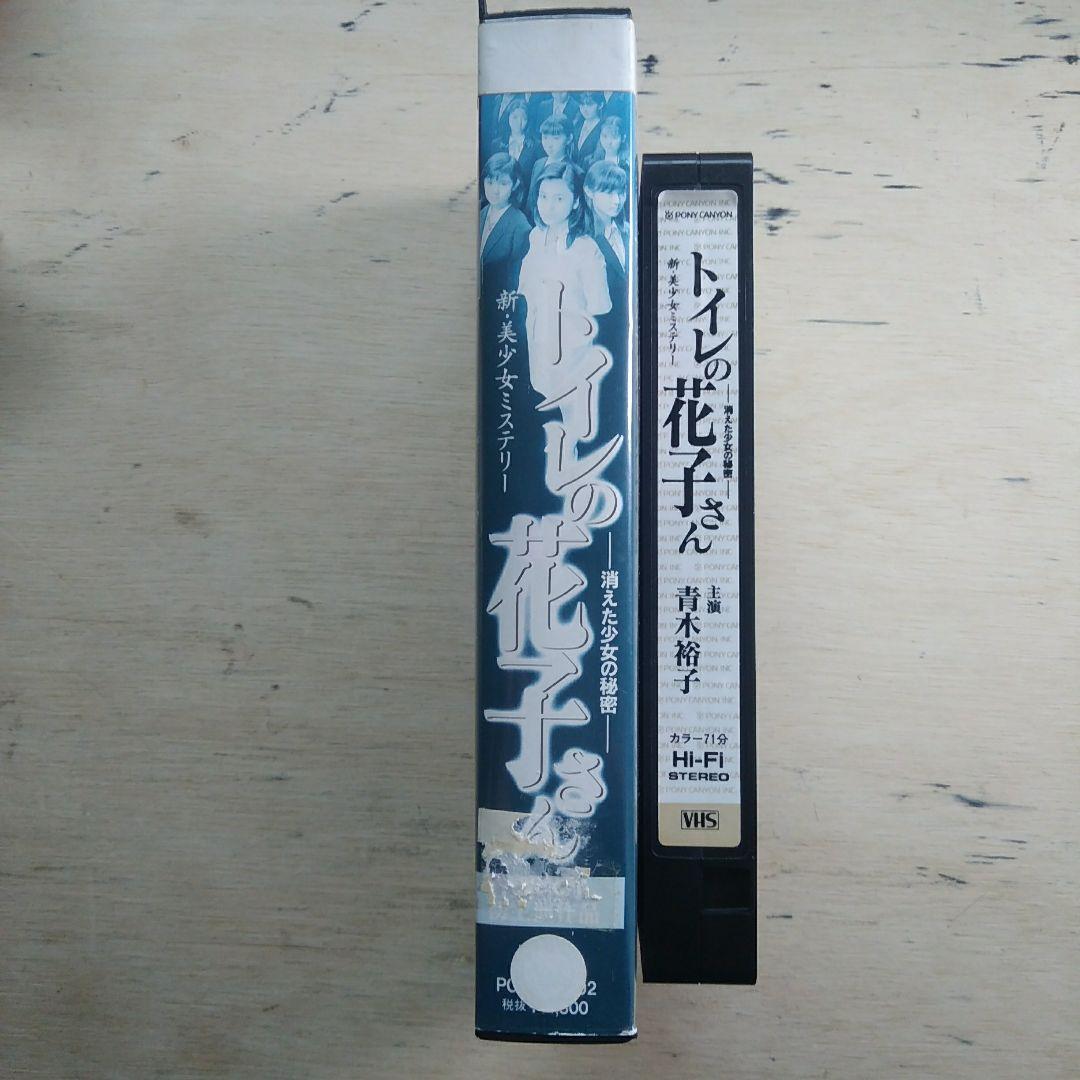 新・美少女ミステリー
トイレの花子さん
―消えた少女の秘密―
税抜
PONY CANYON
新・美少女ミステリー
トイレの花子さん
―消えた少女の秘密―
主演
青木裕子
カラー71分
Hi-Fi
STEREO
VHS